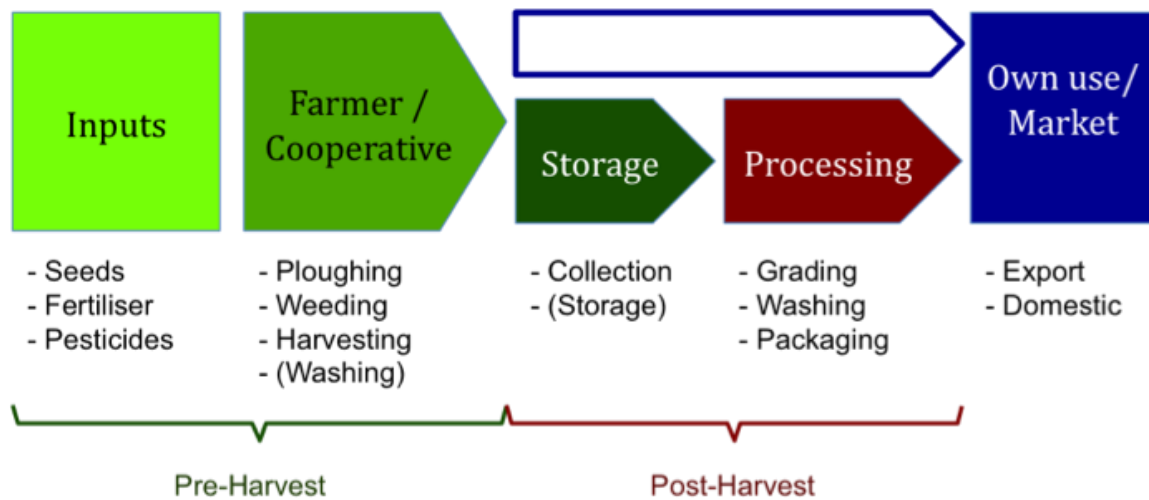 Inputs
Farmer /
Cooperative
Storage
Processing
Own use/
Market
- Seeds
- Fertiliser
- Pesticides
- Ploughing
- Weeding
- Harvesting
- (Washing)
- Collection
- (Storage)
- Grading
- Washing
- Packaging
- Export
- Domestic
Pre-Harvest
Post-Harvest